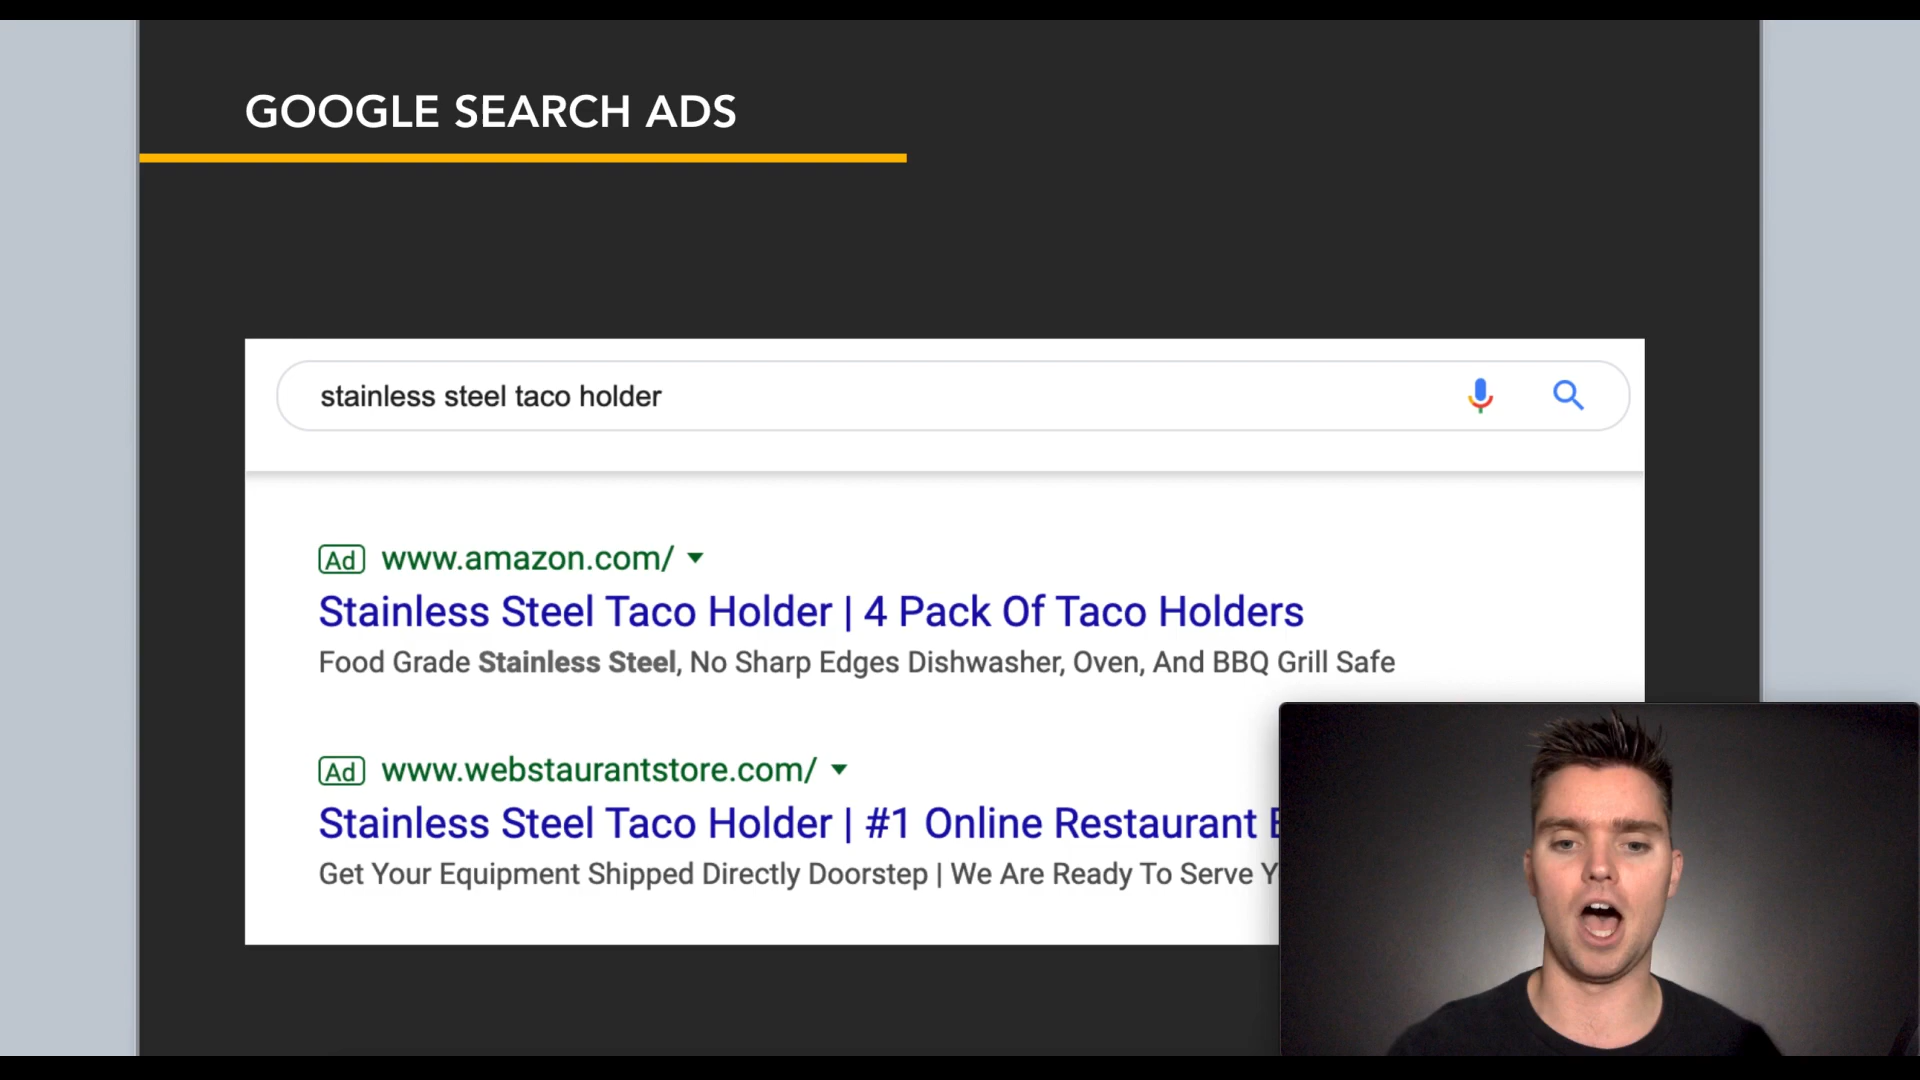 GOOGLE SEARCH ADS
stainless steel taco holder
Ad www.amazon.com/
Stainless Steel Taco Holder | 4 Pack Of Taco Holders
Food Grade Stainless Steel, No Sharp Edges Dishwasher, Oven, And BBQ Grill Safe
Ad www.webstaurantstore.com/
Stainless Steel Taco Holder | #1 Online Restaurant
Get Your Equipment Shipped Directly Doorstep | We Are Ready To Serve